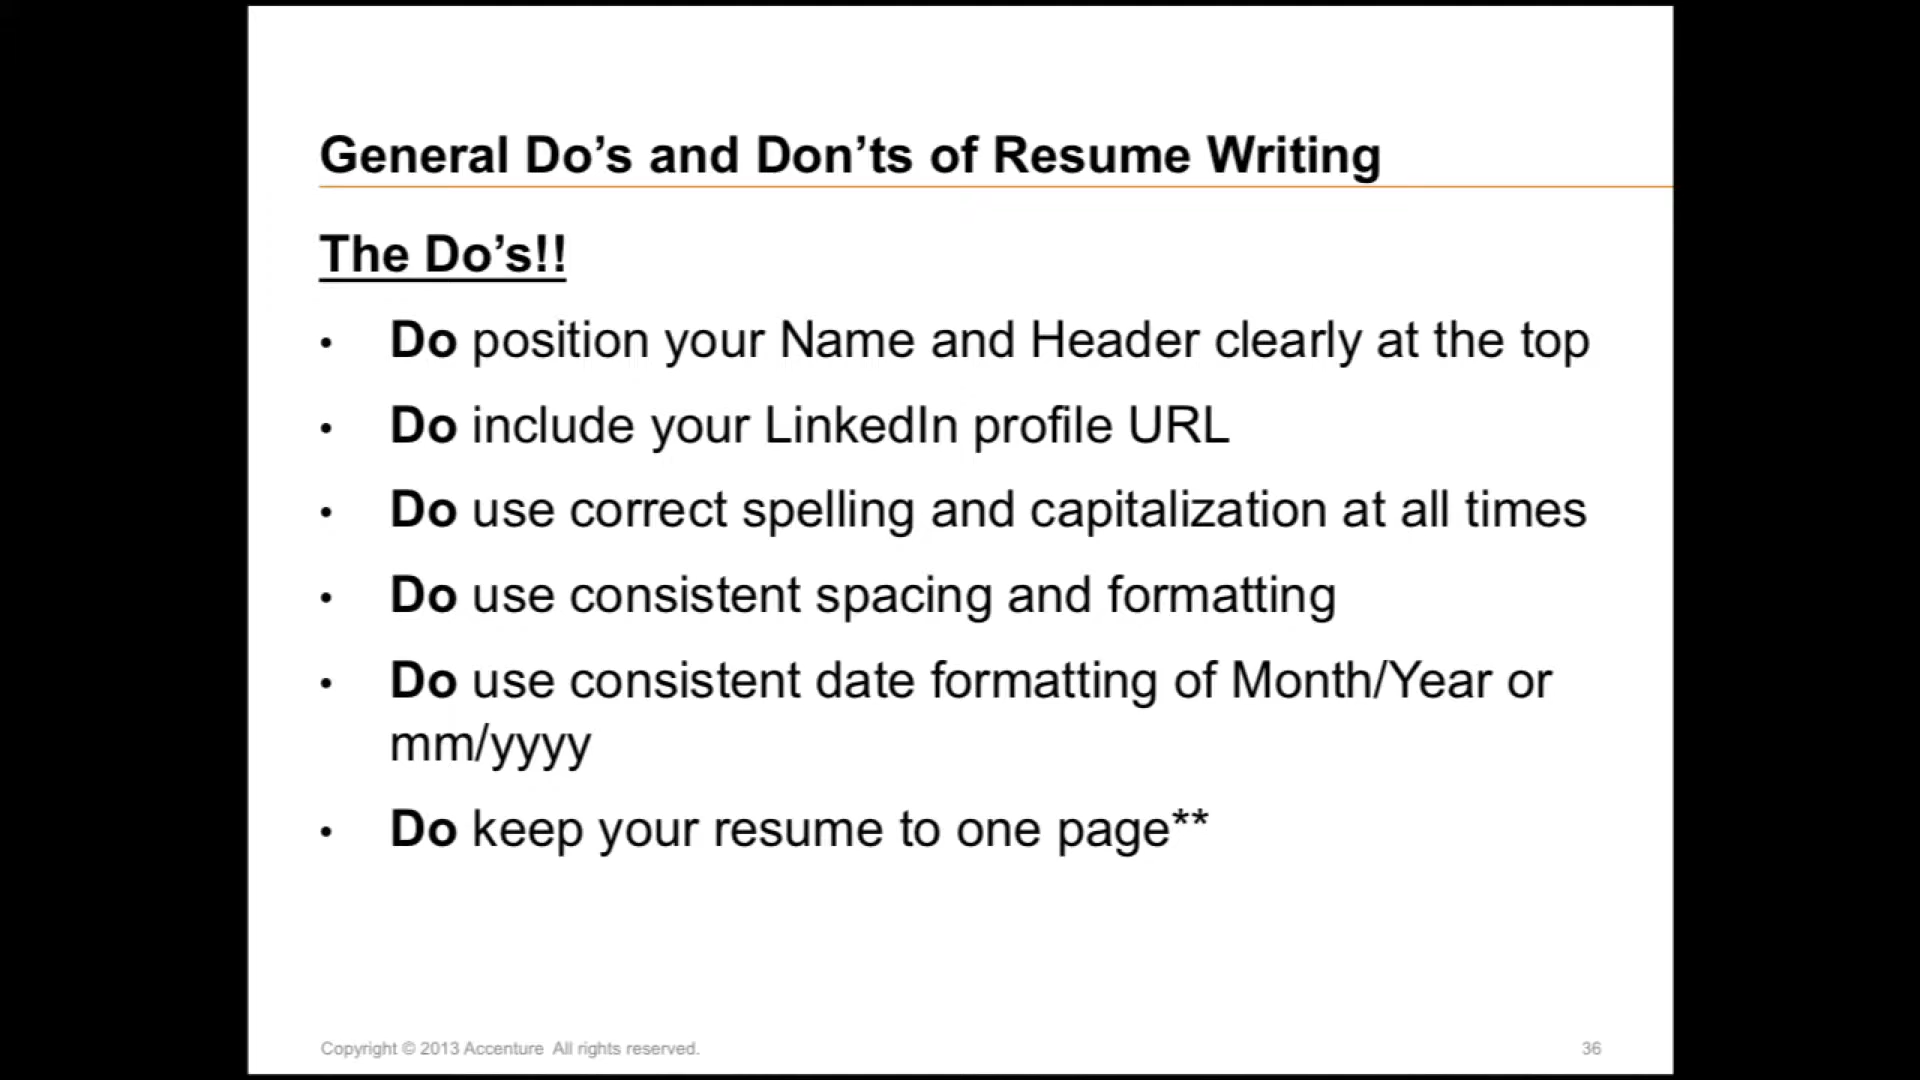 General Do’s and Don’ts of Resume Writing
The Do’s!!
• Do position your Name and Header clearly at the top
• Do include your LinkedIn profile URL
• Do use correct spelling and capitalization at all times
• Do use consistent spacing and formatting
• Do use consistent date formatting of Month/Year or
mm/yyyy
• Do keep your resume to one page**
Copyright © 2013 Accenture All rights reserved.
36